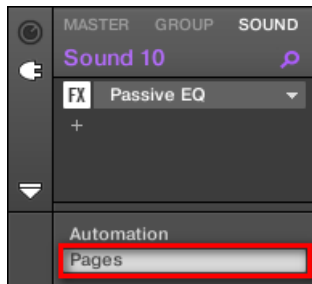 MASTER GROUP SOUND
Sound 10
FX Passive EQ
+
Automation
Pages